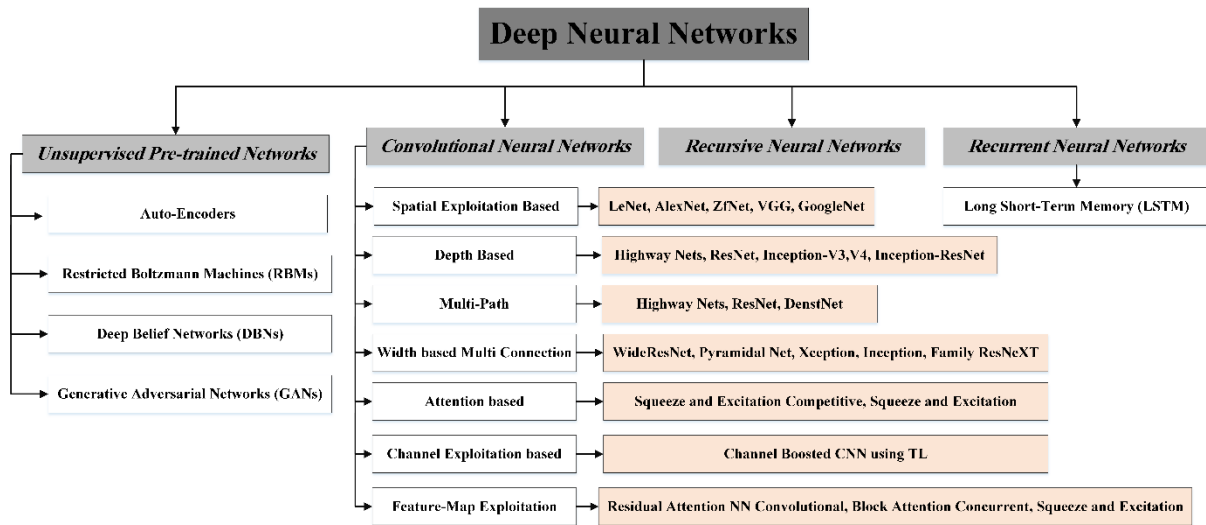 Deep Neural Networks
Unsupervised Pre-trained Networks
Convolutional Neural Networks
Recursive Neural Networks
Recurrent Neural Networks
Auto-Encoders
Restricted Boltzmann Machines (RBMs)
Deep Belief Networks (DBNs)
Generative Adversarial Networks (GANs)
Spatial Exploitation Based
LeNet, AlexNet, ZfNet, VGG, GoogleNet
Depth Based
Highway Nets, ResNet, Inception-V3,V4, Inception-ResNet
Multi-Path
Highway Nets, ResNet, DenstNet
Width based Multi Connection
WideResNet, Pyramidal Net, Xception, Inception, Family ResNeXT
Attention based
Squeeze and Excitation Competitive, Squeeze and Excitation
Channel Exploitation based
Channel Boosted CNN using TL
Feature-Map Exploitation
Residual Attention NN Convolutional, Block Attention Concurrent, Squeeze and Excitation
Long Short-Term Memory (LSTM)